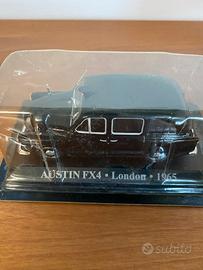 AUSTIN FX4 • London • 1965
subito